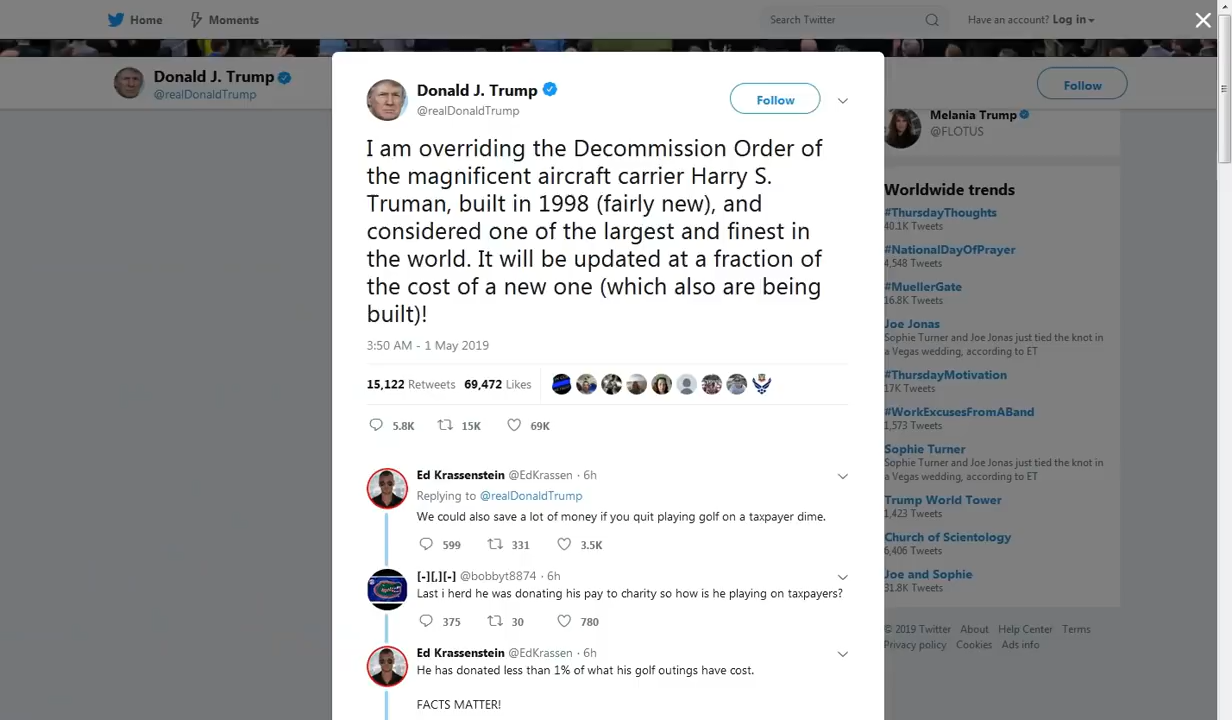 Home
Moments
Search Twitter
Have an account? Log in
Donald J. Trump
@realDonaldTrump
Follow
Donald J. Trump
@realDonaldTrump
Follow
I am overriding the Decommission Order of
the magnificent aircraft carrier Harry S.
Truman, built in 1998 (fairly new), and
considered one of the largest and finest in
the world. It will be updated at a fraction of
the cost of a new one (which also are being
built)!
3:50 AM - 1 May 2019
15,122 Retweets 69,472 Likes
5.8K 15K 69K
Ed Krassenstein @EdKrassen · 6h
Replying to @realDonaldTrump
We could also save a lot of money if you quit playing golf on a taxpayer dime.
599 331 3.5K
[-][,][-] @bobbyt8874 · 6h
Last i herd he was donating his pay to charity so how is he playing on taxpayers?
375 30 780
Ed Krassenstein @EdKrassen · 6h
He has donated less than 1% of what his golf outings have cost.
FACTS MATTER!
Melania Trump
@FLOTUS
Worldwide trends
#ThursdayThoughts
40.1K Tweets
#NationalDayOfPrayer
4,548 Tweets
#MuellerGate
16.8K Tweets
Joe Jonas
Sophie Turner and Joe Jonas just tied the knot in
a Vegas wedding, according to ET
#ThursdayMotivation
17K Tweets
#WorkExcusesFromABand
1,573 Tweets
Sophie Turner
Sophie Turner and Joe Jonas just tied the knot in
a Vegas wedding, according to ET
Trump World Tower
1,423 Tweets
Church of Scientology
6,406 Tweets
Joe and Sophie
31.8K Tweets
© 2019 Twitter About Help Center Terms
Privacy policy Cookies Ads info